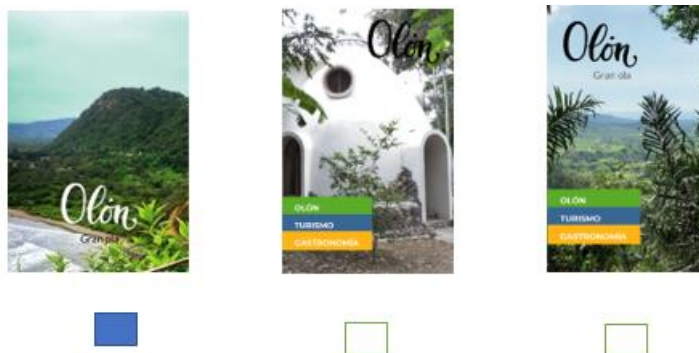 Olón
Gran ola
Olón
OLÓN
TURISMO
GASTRONOMÍA
Olón
Gran ola
OLÓN
TURISMO
GASTRONOMÍA